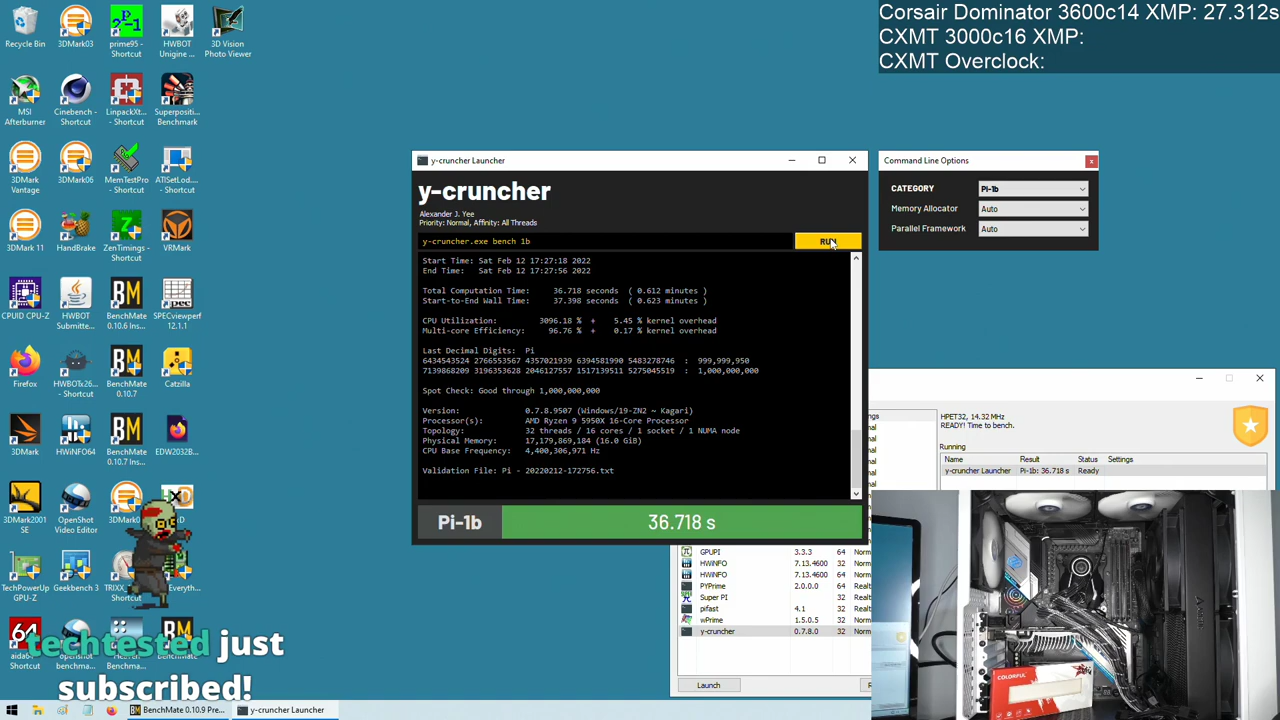 Corsair Dominator 3600c14 XMP: 27.312s
CXMT 3000c16 XMP:
CXMT Overclock:
Recycle Bin
3DMark03
prime95 - Shortcut
HWBOT Unigine ...
3D Vision Photo Viewer
MSI Afterburner
Cinebench - Shortcut
LinpackXt... - Shortcut
Superpositi... Benchmark
3DMark Vantage
3DMark06
MemTestPro - Shortcut
ATISetLod... - Shortcut
3DMark 11
HandBrake
ZenTimings - Shortcut
VRMark
CPUID CPU-Z
HWBOT Submitte...
BenchMate 0.10.6 Ins...
SPECviewperf 12.1.1
Firefox
HWBOTx26... - Shortcut
BenchMate 0.10.7
Catzilla
3DMark
HWiNFO64
BenchMate 0.10.7 Ins...
EDW2032B...
3DMark2001 SE
OpenShot Video Editor
TechPowerUp GPU-Z
Geekbench 3
TRIXX
Shortcut
aida64
Shortcut
openshot
benchma...
techtested just
subscribed!
y-cruncher Launcher
y-cruncher
Alexander J. Yee
Priority: Normal, Affinity: All Threads
y-cruncher.exe bench 1b
RUN
Start Time: Sat Feb 12 17:27:18 2022
End Time: Sat Feb 12 17:27:56 2022
Total Computation Time: 36.718 seconds ( 0.612 minutes )
Start-to-End Wall Time: 37.398 seconds ( 0.623 minutes )
CPU Utilization: 3096.18 % + 5.45 % kernel overhead
Multi-core Efficiency: 96.76 % + 0.17 % kernel overhead
Last Decimal Digits: Pi
6434543524 2766553567 4357021939 6394581990 5483278746 : 999,999,950
7139868209 3196353628 2046127557 1517139511 5275045519 : 1,000,000,000
Spot Check: Good through 1,000,000,000
Version: 0.7.8.9507 (Windows/19-ZN2 ~ Kagari)
Processor(s): AMD Ryzen 9 5950X 16-Core Processor
Topology: 32 threads / 16 cores / 1 socket / 1 NUMA node
Physical Memory: 17,179,869,184 (16.0 GiB)
CPU Base Frequency: 4,400,306,971 Hz
Validation File: Pi - 20220212-172756.txt
Pi-1b
36.718 s
Command Line Options
CATEGORY Pi-1b
Memory Allocator Auto
Parallel Framework Auto
HPET32, 14.32 MHz
READY! Time to bench.
Running
Name Result Status Settings
y-cruncher Launcher Pi-1b: 36.718 s Ready
GPUPI 3.3.3 64 Norm
HWiNFO 7.13.4600 32 Norm
HWiNFO 7.13.4600 64 Norm
PYPrime 2.0.0.0 64 Realt
Super PI 32 Realt
pifast 4.1 32 Realt
wPrime 1.5.0.5 32 Norm
y-cruncher 0.7.8.0 32 Norm
Launch
COLORFUL
BenchMate 0.10.9 Pre...
y-cruncher Launcher